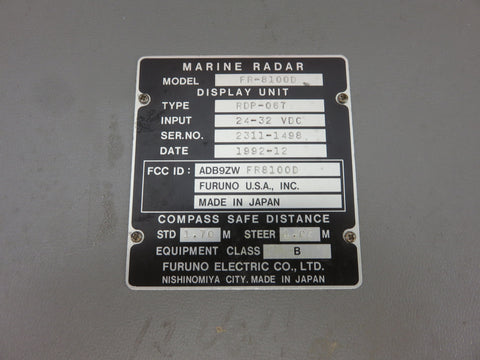 MARINE RADAR
MODEL FR-8100D
DISPLAY UNIT
TYPE RDP-067
INPUT 24-32 VDC
SER.NO. 2311-1498
DATE 1992-12
FCC ID: ADB9ZW FR8100D
FURUNO U.S.A., INC.
MADE IN JAPAN
COMPASS SAFE DISTANCE
STD 1.70 M STEER M
EQUIPMENT CLASS B
FURUNO ELECTRIC CO., LTD.
NISHINOMIYA CITY. MADE IN JAPAN